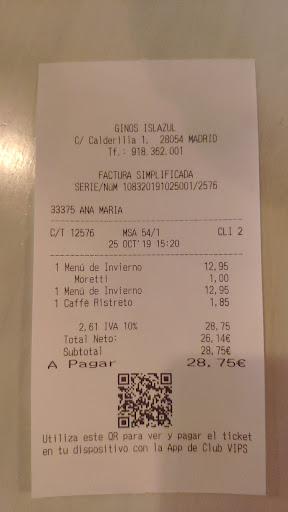 GINOS ISLAZUL
C/ Calderilla 1, 28054 MADRID
Tf.: 918.362.001
FACTURA SIMPLIFICADA
SERIE/NúM 108320191025001/2576
33375 ANA MARIA
C/T 12576 MSA 54/1 CLI 2
25 OCT'19 15:20
1 Menú de Invierno 12,95
Moretti 1,00
1 Menú de Invierno 12,95
1 Caffè Ristreto 1,85
2,61 IVA 10% 28,75
Total Neto: 26,14€
Subtotal 28,75€
A Pagar 28,75€
Utiliza este QR para ver y pagar el ticket
en tu dispositivo con la App de Club VIPS